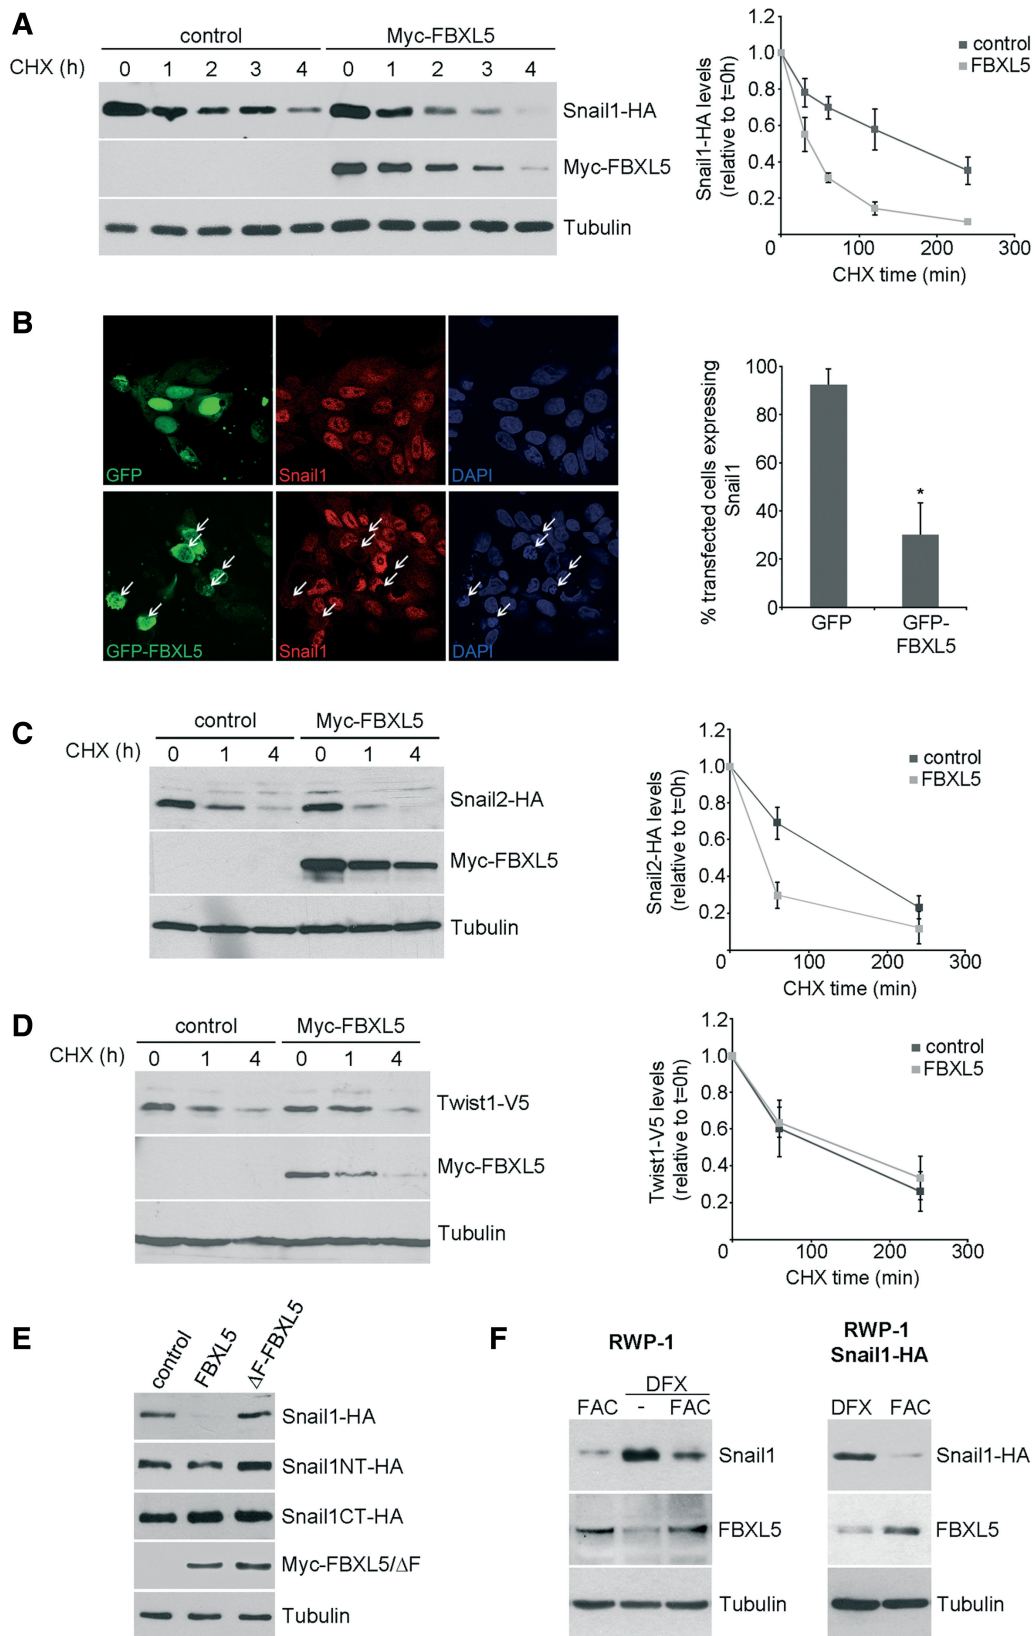 A
control Myc-FBXL5
CHX (h) 0 1 2 3 4 0 1 2 3 4
Snail1-HA
Myc-FBXL5
Tubulin
Snail1-HA levels
(relative to t=0h)
1.0
0.8
0.6
0.4
0.2
0 100 200 300
CHX time (min)
control
FBXL5
B
GFP Snail1 DAPI
GFP-FBXL5 Snail1 DAPI
% transfected cells expressing
Snail1
100
80
60
40
20
0
*
GFP GFP-
FBXL5
C
control Myc-FBXL5
CHX (h) 0 1 4 0 1 4
Snail2-HA
Myc-FBXL5
Tubulin
Snail2-HA levels
(relative to t=0h)
1.2
1.0
0.8
0.6
0.4
0.2
0 100 200 300
CHX time (min)
control
FBXL5
D
control Myc-FBXL5
CHX (h) 0 1 4 0 1 4
Twist1-V5
Myc-FBXL5
Tubulin
Twist1-V5 levels
(relative to t=0h)
1.2
1.0
0.8
0.6
0.4
0.2
0 100 200 300
CHX time (min)
control
FBXL5
E
control FBXL5 ΔF-FBXL5
Snail1-HA
Snail1NT-HA
Snail1CT-HA
Myc-FBXL5/ΔF
Tubulin
F
RWP-1
DFX
FAC - FAC
Snail1
FBXL5
Tubulin
RWP-1
Snail1-HA
DFX FAC
Snail1-HA
FBXL5
Tubulin